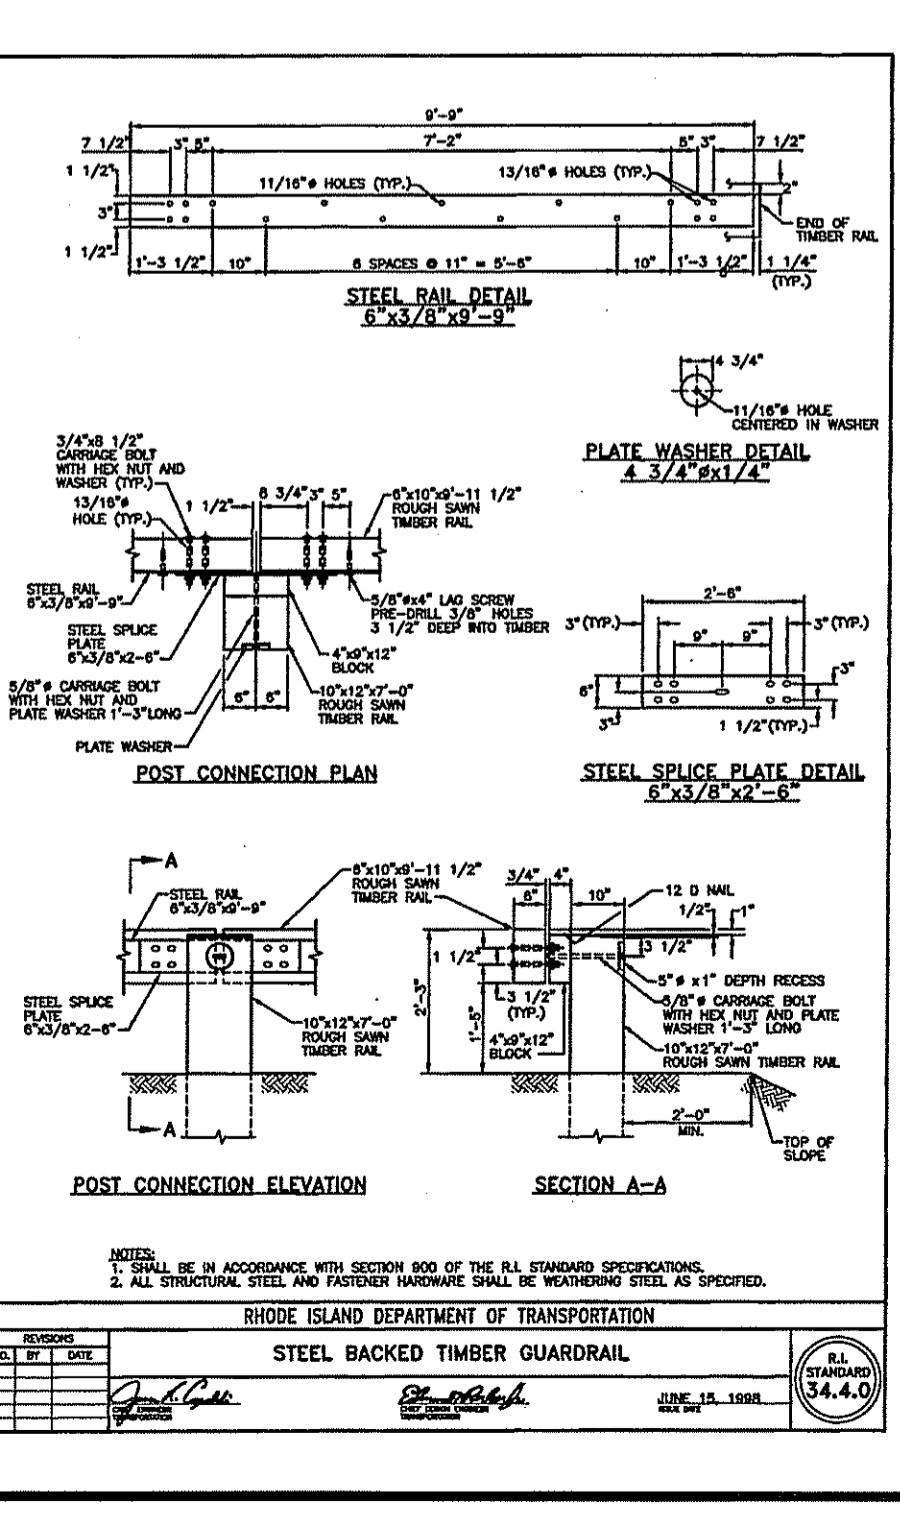 9'-9"
7 1/2" 3" 5" 7'-2" 5" 3" 7 1/2"
1 1/2"
11/16"ø HOLES (TYP.)
13/16"ø HOLES (TYP.)
2"
3"
END OF
TIMBER RAIL
1 1/2"
1'-3 1/2" 10" 6 SPACES @ 11" = 5'-6" 10" 1'-3 1/2" 1 1/4"
(TYP.)
STEEL RAIL DETAIL
6"x3/8"x9'-9"
4 3/4"
11/16"ø HOLE
CENTERED IN WASHER
PLATE WASHER DETAIL
4 3/4"øx1/4"
3/4"x8 1/2"
CARRIAGE BOLT
WITH HEX NUT AND
WASHER (TYP.)
13/16"ø
HOLE (TYP.)
1 1/2" 8 3/4" 3" 5"
6"x10"x9'-11 1/2"
ROUGH SAWN
TIMBER RAIL
STEEL RAIL
6"x3/8"x9'-9"
STEEL SPLICE
PLATE
6"x3/8"x2-6"
5/8"øx4" LAG SCREW
PRE-DRILL 3/8" HOLES
3 1/2" DEEP INTO TIMBER
4"x9"x12"
BLOCK
5/8"ø CARRIAGE BOLT
WITH HEX NUT AND
PLATE WASHER 1'-3"LONG
6" 6"
10"x12"x7'-0"
ROUGH SAWN
TIMBER RAIL
PLATE WASHER
POST CONNECTION PLAN
2'-6"
3"(TYP.) 9" 9" 3"(TYP.)
6"
3"
3"
1 1/2"(TYP.)
STEEL SPLICE PLATE DETAIL
6"x3/8"x2'-6"
A
STEEL RAIL
6"x3/8"x9'-9"
6"x10"x9'-11 1/2"
ROUGH SAWN
TIMBER RAIL
STEEL SPLICE
PLATE
6"x3/8"x2-6"
10"x12"x7'-0"
ROUGH SAWN
TIMBER RAIL
A
POST CONNECTION ELEVATION
3/4" 4"
6" 10"
12 D NAIL
1/2" 1"
1 1/2"
3 1/2"
5"ø x1" DEPTH RECESS
5/8"ø CARRIAGE BOLT
WITH HEX NUT AND PLATE
WASHER 1'-3" LONG
2'-3"
1'-5"
3 1/2"
(TYP.)
4"x9"x12"
BLOCK
10"x12"x7'-0"
ROUGH SAWN TIMBER RAIL
2'-0"
MIN.
TOP OF
SLOPE
SECTION A-A
NOTES:
1. SHALL BE IN ACCORDANCE WITH SECTION 900 OF THE R.I. STANDARD SPECIFICATIONS.
2. ALL STRUCTURAL STEEL AND FASTENER HARDWARE SHALL BE WEATHERING STEEL AS SPECIFIED.
RHODE ISLAND DEPARTMENT OF TRANSPORTATION
REVISIONS
O. BY DATE
STEEL BACKED TIMBER GUARDRAIL
CHIEF ENGINEER
TRANSPORTATION
CHIEF DESIGN ENGINEER
TRANSPORTATION
JUNE 15, 1998
ISSUE DATE
R.I.
STANDARD
34.4.0